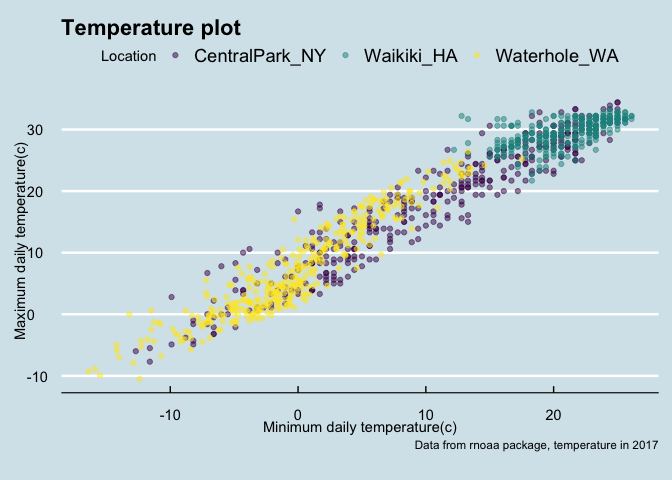 Temperature plot
Location CentralPark_NY Waikiki_HA Waterhole_WA
Maximum daily temperature(c)
30
20
10
0
-10
-10 0 10 20
Minimum daily temperature(c)
Data from rnoaa package, temperature in 2017